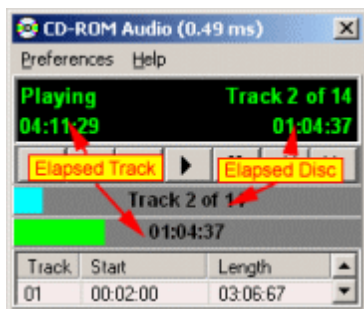 CD-ROM Audio (0.49 ms)
Preferences Help
Playing Track 2 of 14
04:11:29 01:04:37
Elapsed Track Elapsed Disc
Track 2 of 14
01:04:37
Track Start Length
01 00:02:00 03:06:67